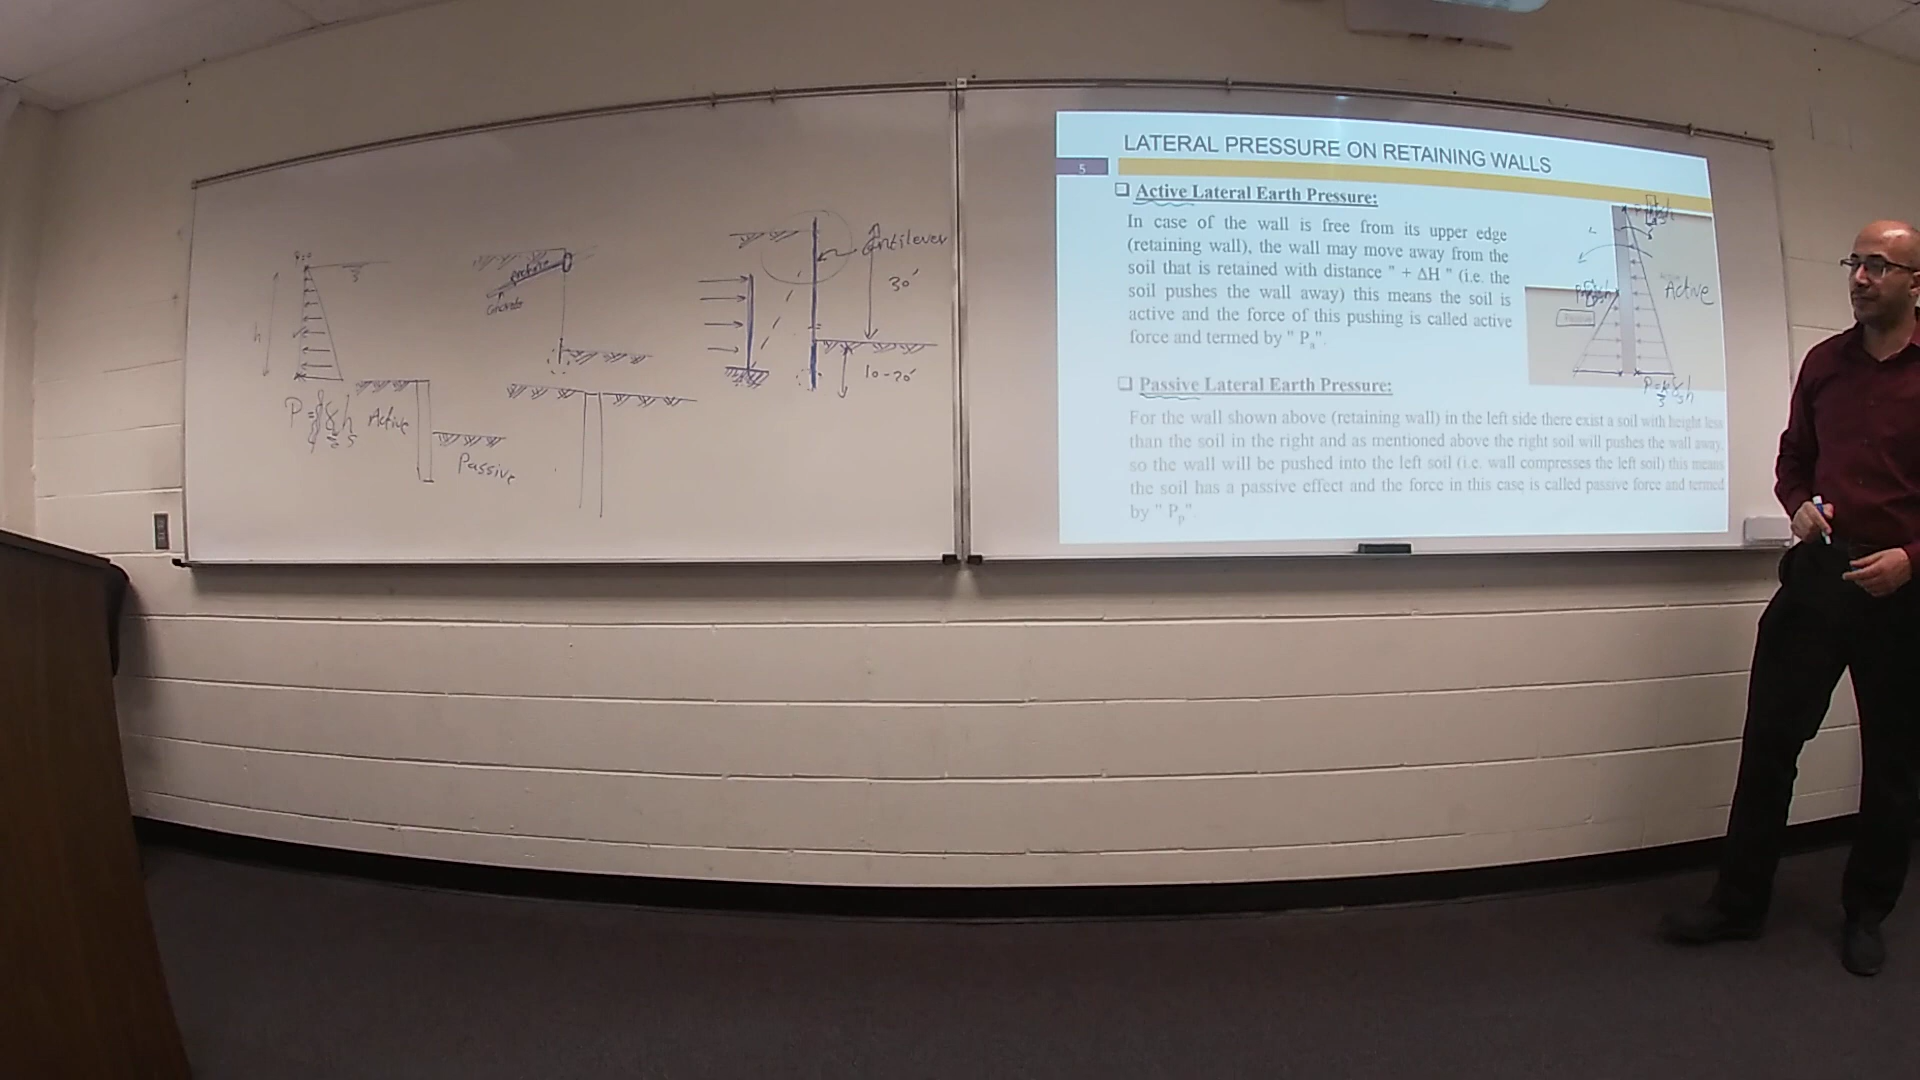 h
Active
Passive
grouted
cantilever
30'
10-20'
LATERAL PRESSURE ON RETAINING WALLS
5
Active Lateral Earth Pressure:
In case of the wall is free from its upper edge
(retaining wall), the wall may move away from the
soil that is retained with distance " + ΔH " (i.e. the
soil pushes the wall away) this means the soil is
active and the force of this pushing is called active
force and termed by " Pa".
Active
Passive Lateral Earth Pressure:
For the wall shown above (retaining wall) in the left side there exist a soil with height less
than the soil in the right and as mentioned above the right soil will pushes the wall away,
so the wall will be pushed into the left soil (i.e. wall compresses the left soil) this means
the soil has a passive effect and the force in this case is called passive force and termed
by " Pp".